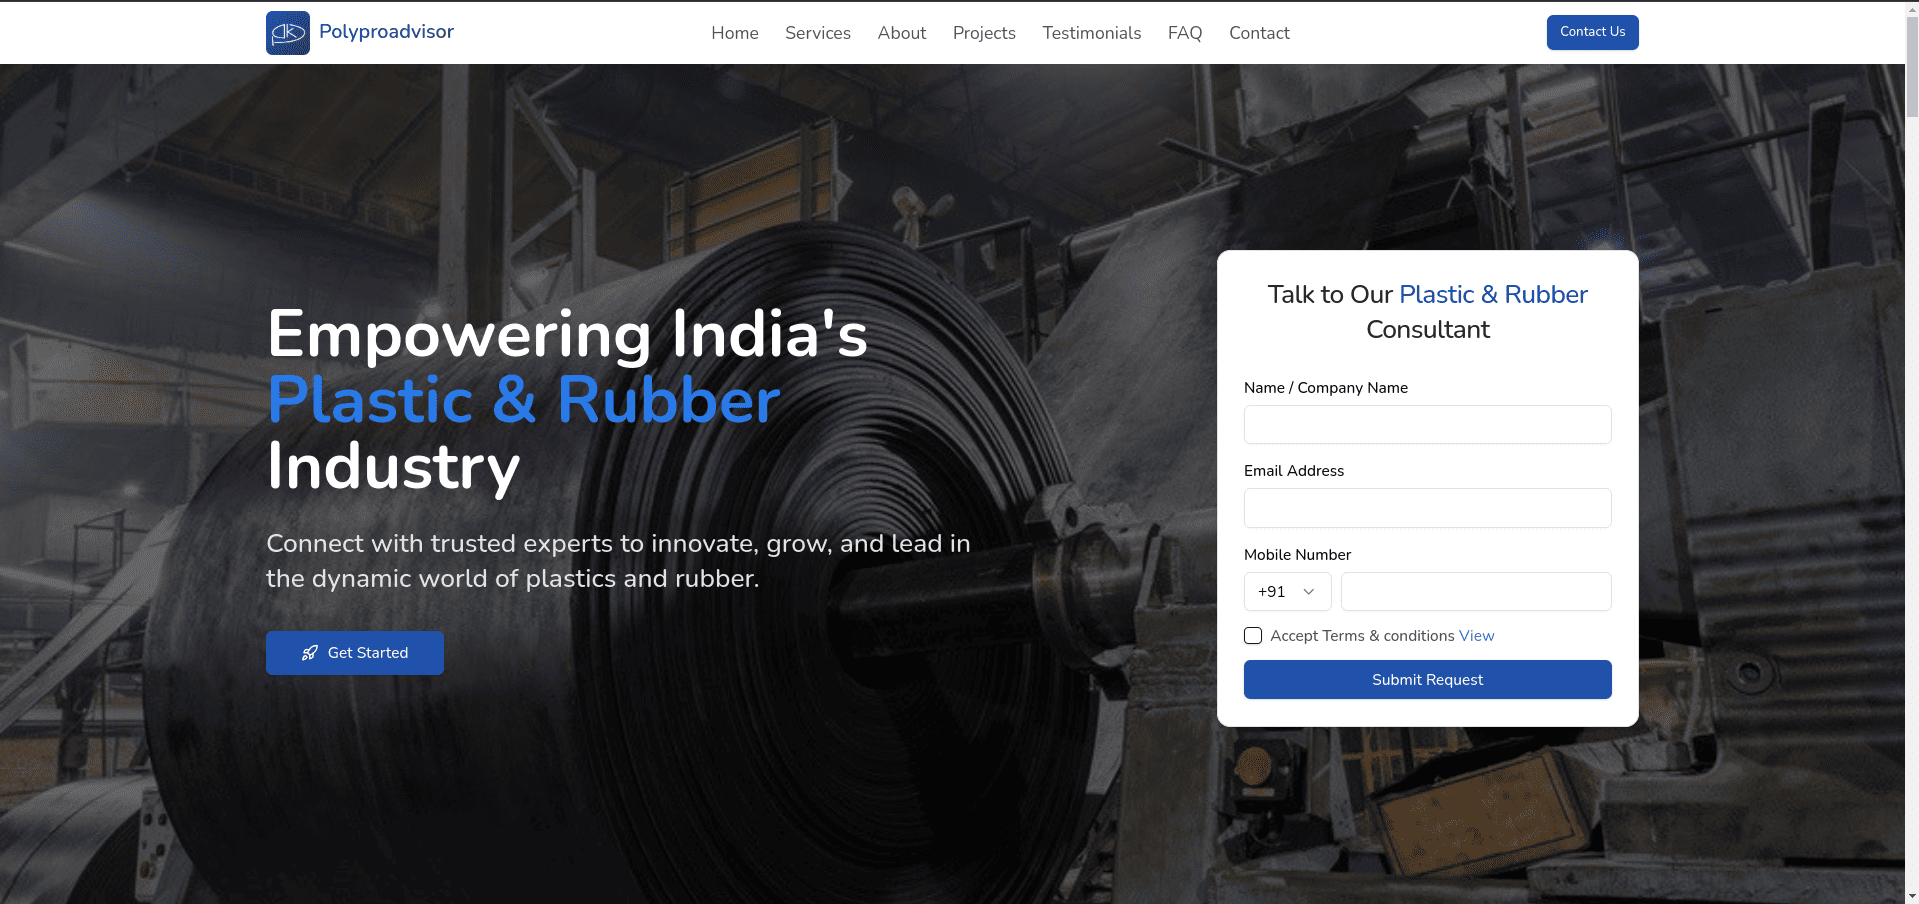 Polyproadvisor
Home Services About Projects Testimonials FAQ Contact
Contact Us
Empowering India's
Plastic & Rubber
Industry
Connect with trusted experts to innovate, grow, and lead in
the dynamic world of plastics and rubber.
Get Started
Talk to Our Plastic & Rubber
Consultant
Name / Company Name
Email Address
Mobile Number
+91
Accept Terms & conditions View
Submit Request